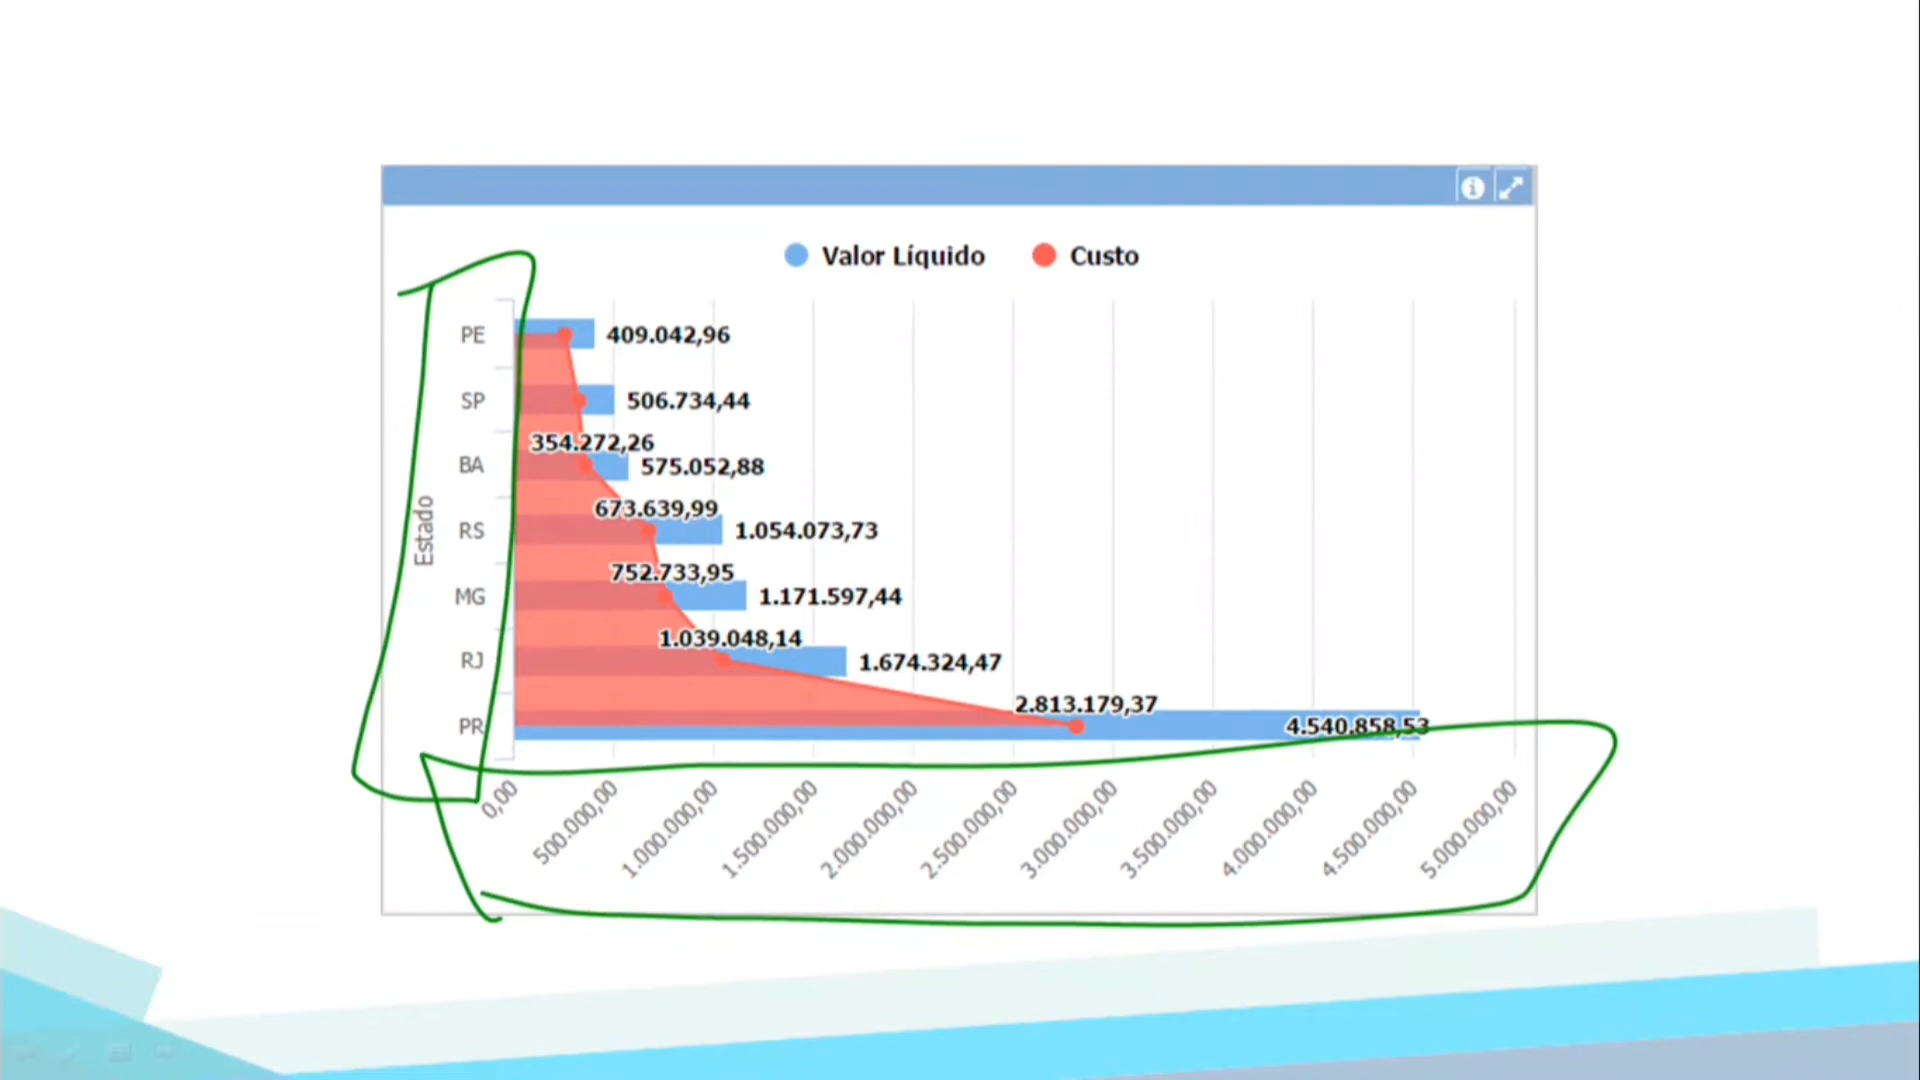 Valor Líquido Custo
PE 409.042,96
SP 506.734,44
354.272,26
BA 575.052,88
673.639,99
RS 1.054.073,73
752.733,95
MG 1.171.597,44
1.039.048,14
RJ 1.674.324,47
2.813.179,37
PR 4.540.858,53
Estado
0,00 500.000,00 1.000.000,00 1.500.000,00 2.000.000,00 2.500.000,00 3.000.000,00 3.500.000,00 4.000.000,00 4.500.000,00 5.000.000,00